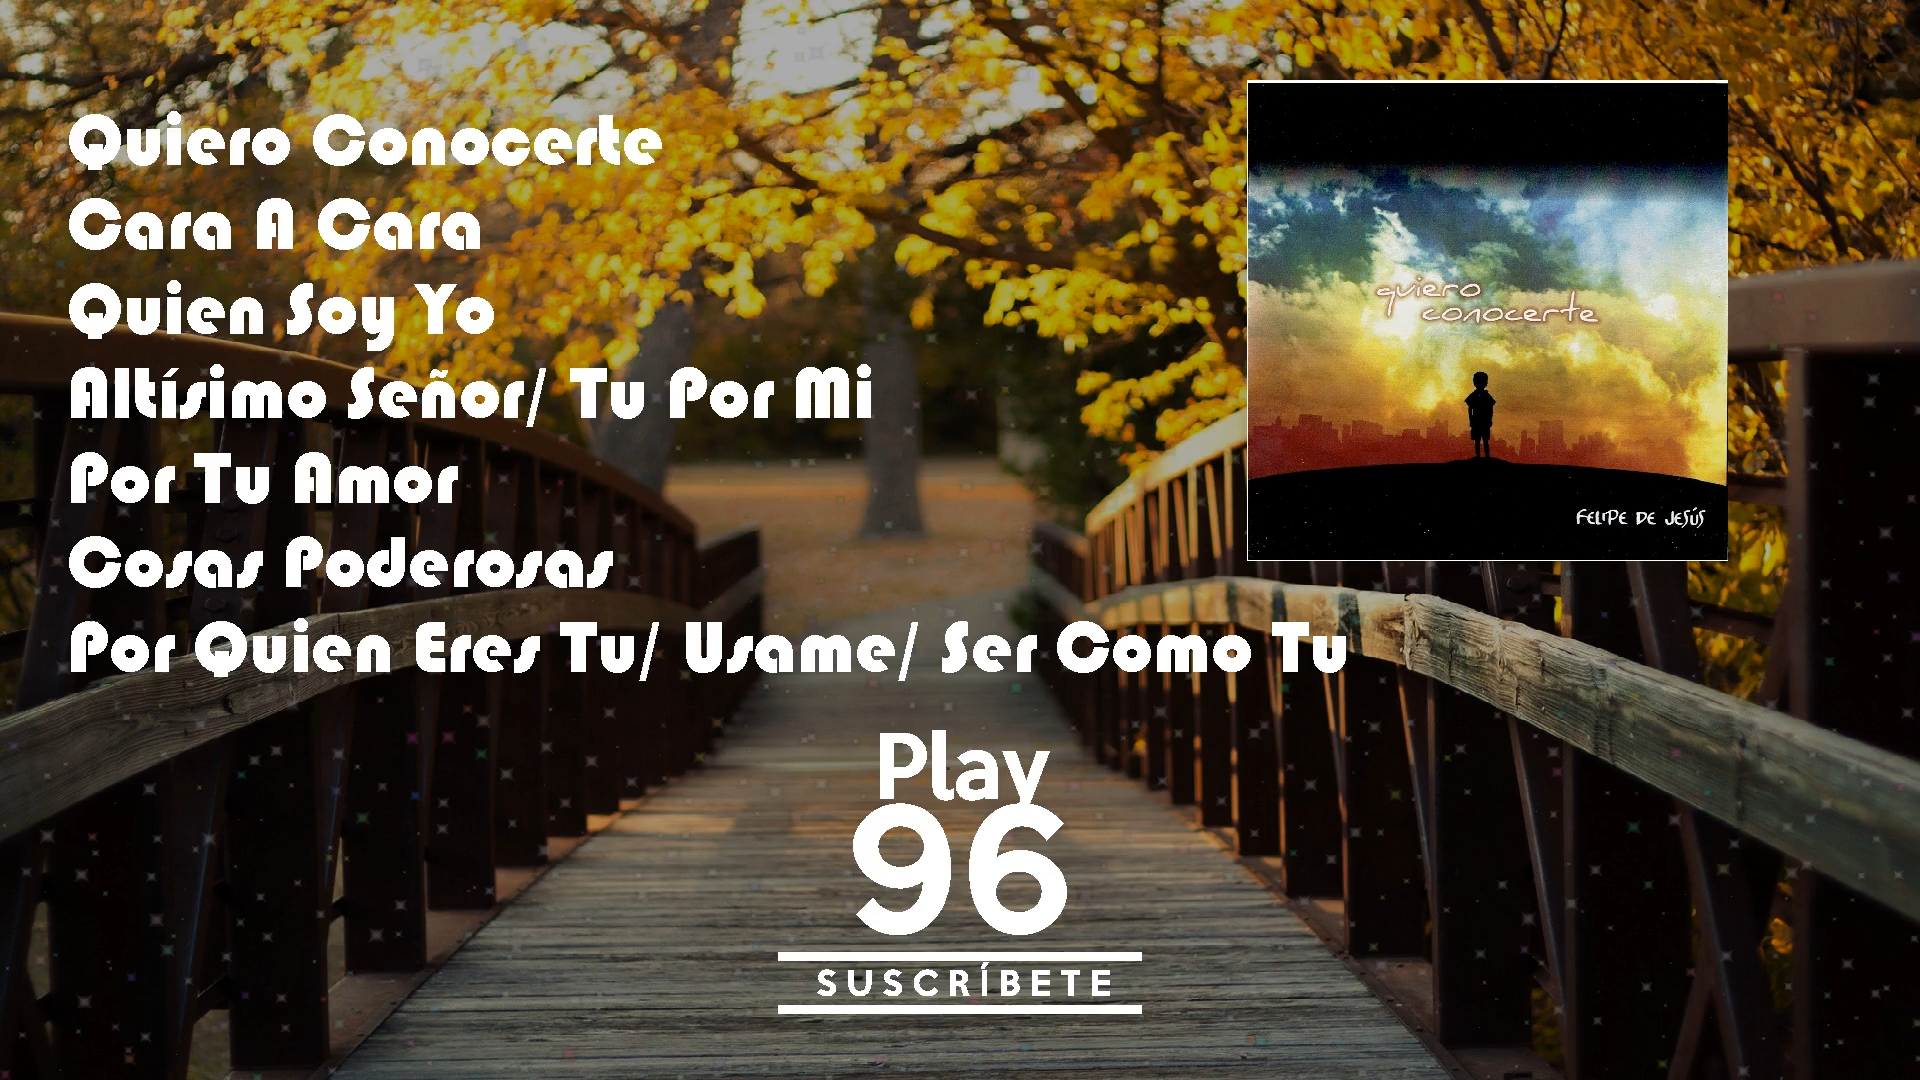 Quiero Conocerte
Cara A Cara
Quien Soy Yo
Altísimo Señor/ Tu Por Mi
Por Tu Amor
Cosas Poderosas
Por Quien Eres Tu/ Usame/ Ser Como Tu
quiero
conocerte
FELIPE DE JESÚS
Play
96
SUSCRÍBETE